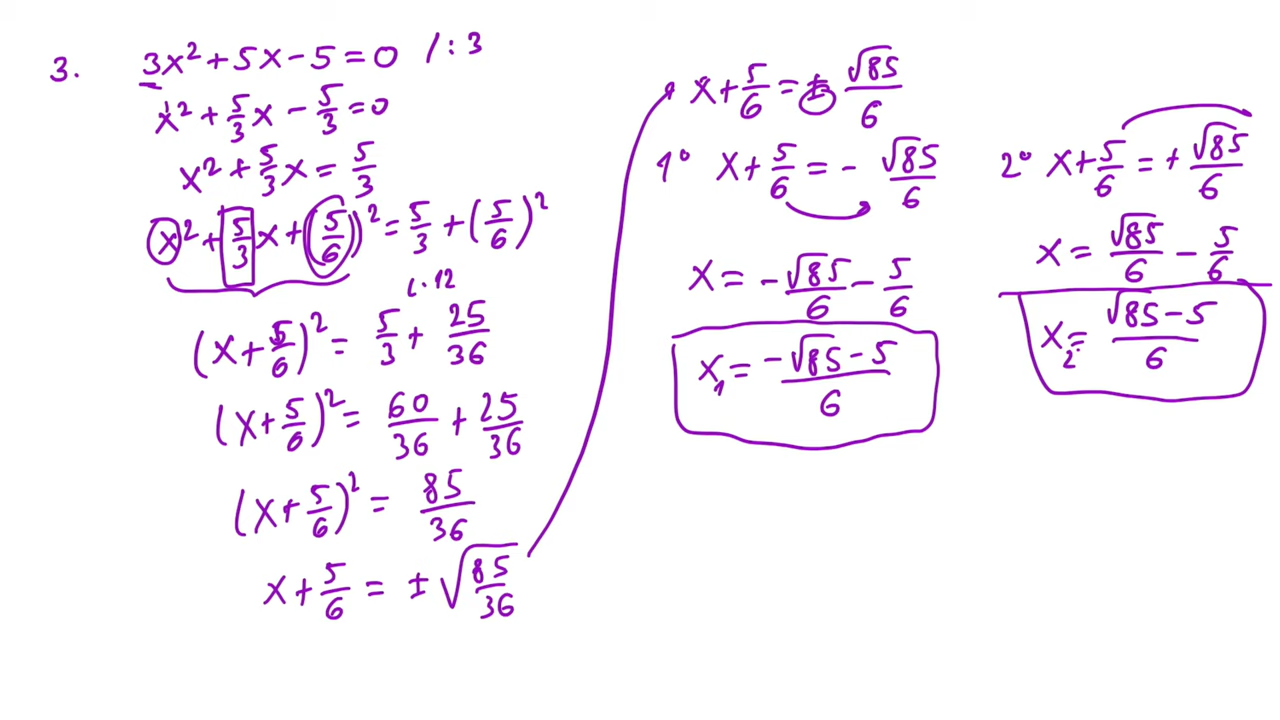 3. 3x² + 5x - 5 = 0 /:3
x² + 5/3 x - 5/3 = 0
x² + 5/3 x = 5/3
x² + 5/3 x + (5/6)² = 5/3 + (5/6)²
(x + 5/6)² = 5/3 + 25/36
·12
(x + 5/6)² = 60/36 + 25/36
(x + 5/6)² = 85/36
x + 5/6 = ± √(85/36)
x + 5/6 = ± √85/6
1° x + 5/6 = - √85/6
x = - √85/6 - 5/6
x₁ = (-√85 - 5)/6
2° x + 5/6 = + √85/6
x = √85/6 - 5/6
x₂ = (√85 - 5)/6